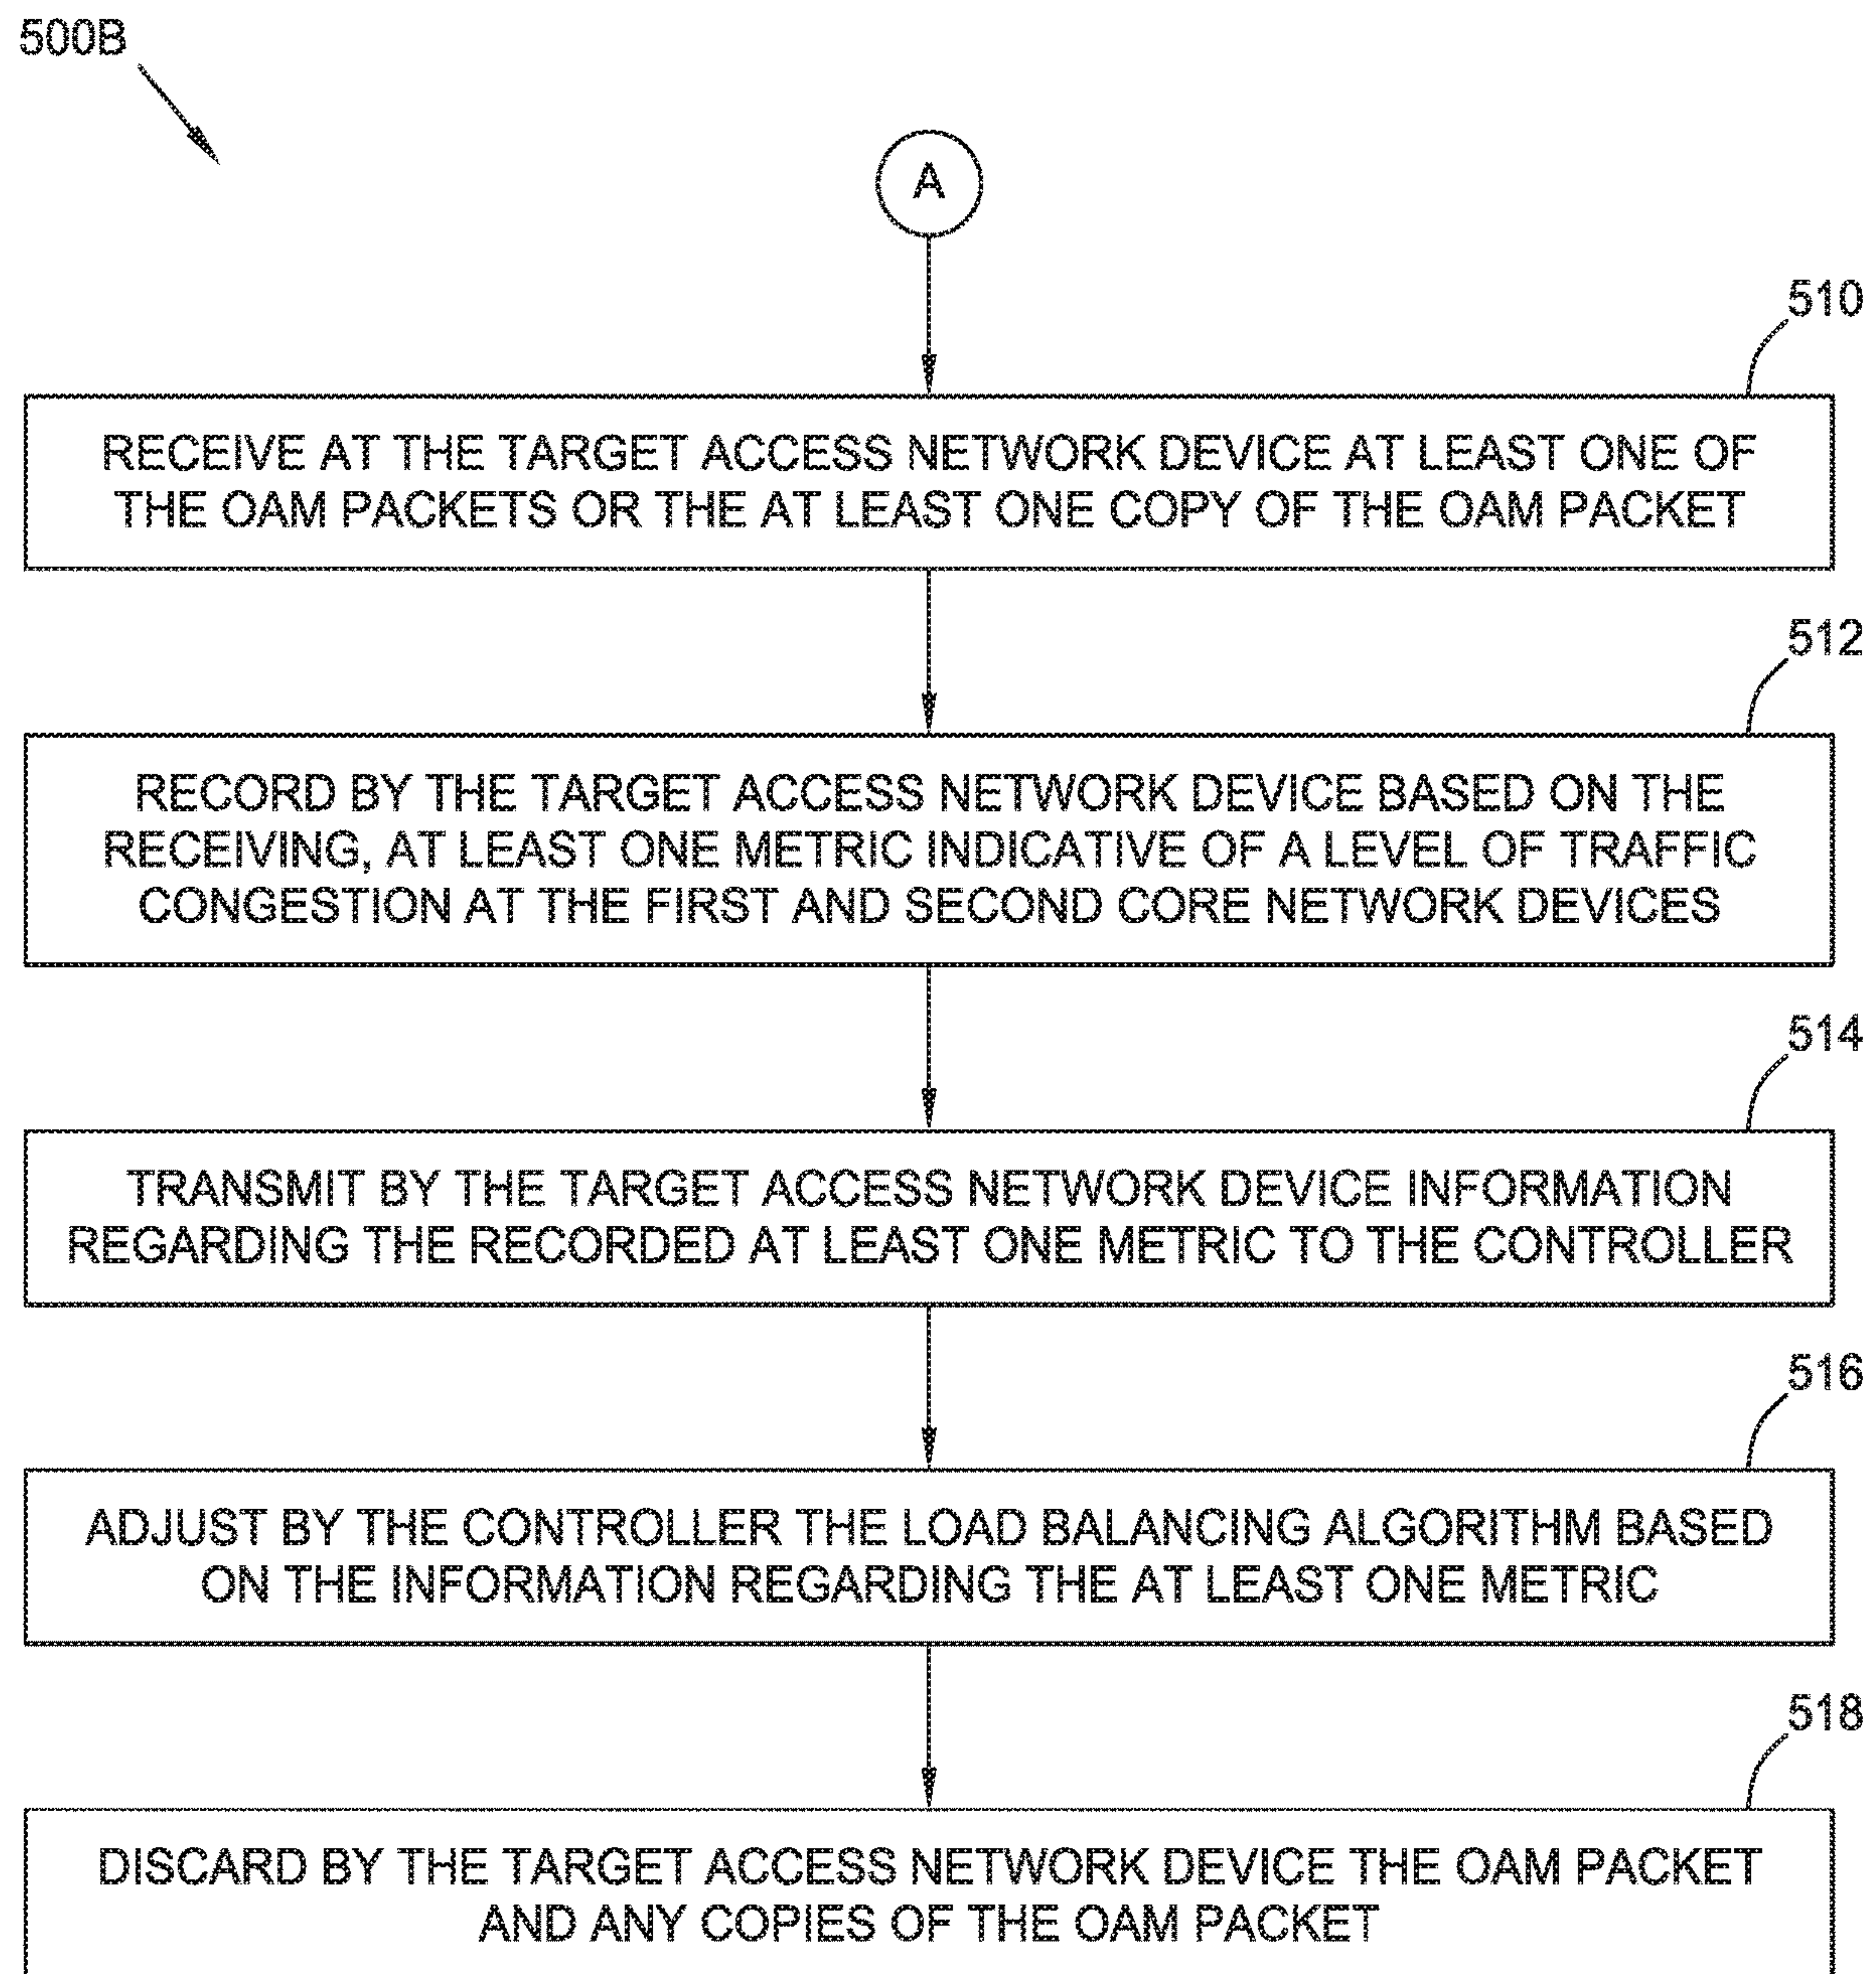 500B
A
510
RECEIVE AT THE TARGET ACCESS NETWORK DEVICE AT LEAST ONE OF
THE OAM PACKETS OR THE AT LEAST ONE COPY OF THE OAM PACKET
512
RECORD BY THE TARGET ACCESS NETWORK DEVICE BASED ON THE
RECEIVING, AT LEAST ONE METRIC INDICATIVE OF A LEVEL OF TRAFFIC
CONGESTION AT THE FIRST AND SECOND CORE NETWORK DEVICES
514
TRANSMIT BY THE TARGET ACCESS NETWORK DEVICE INFORMATION
REGARDING THE RECORDED AT LEAST ONE METRIC TO THE CONTROLLER
516
ADJUST BY THE CONTROLLER THE LOAD BALANCING ALGORITHM BASED
ON THE INFORMATION REGARDING THE AT LEAST ONE METRIC
518
DISCARD BY THE TARGET ACCESS NETWORK DEVICE THE OAM PACKET
AND ANY COPIES OF THE OAM PACKET